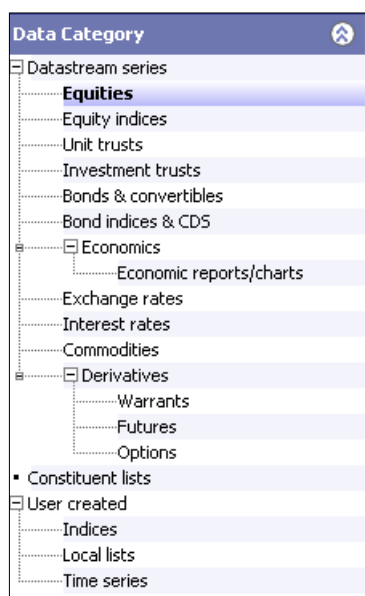 Data Category
Datastream series
Equities
Equity indices
Unit trusts
Investment trusts
Bonds & convertibles
Bond indices & CDS
Economics
Economic reports/charts
Exchange rates
Interest rates
Commodities
Derivatives
Warrants
Futures
Options
Constituent lists
User created
Indices
Local lists
Time series